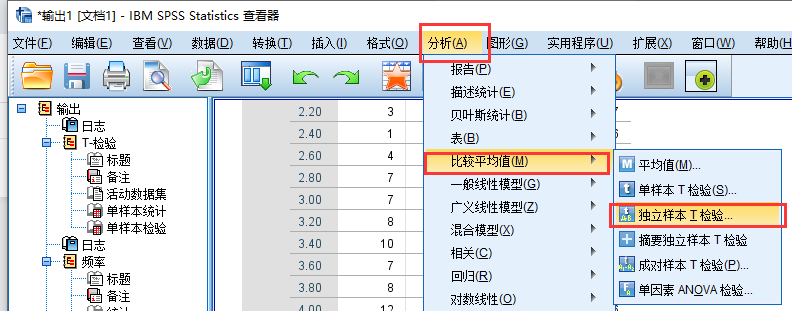 *输出1 [文档1] - IBM SPSS Statistics 查看器
文件(F) 编辑(E) 查看(V) 数据(D) 转换(T) 插入(I) 格式(O) 分析(A) 图形(G) 实用程序(U) 扩展(X) 窗口(W) 帮助(H)
输出
日志
T-检验
标题
备注
活动数据集
单样本统计
单样本检验
日志
频率
标题
备注
统计
2.20 3
2.40 1
2.60 4
2.80 7
3.00 7
3.20 8
3.40 10
3.60 7
3.80 8
4.00 12
报告(P)
描述统计(E)
贝叶斯统计(B)
表(B)
比较平均值(M)
一般线性模型(G)
广义线性模型(Z)
混合模型(X)
相关(C)
回归(R)
对数线性(O)
平均值(M)...
单样本 T 检验(S)...
独立样本 T 检验...
摘要独立样本 T 检验
成对样本 T 检验(P)...
单因素 ANOVA 检验...